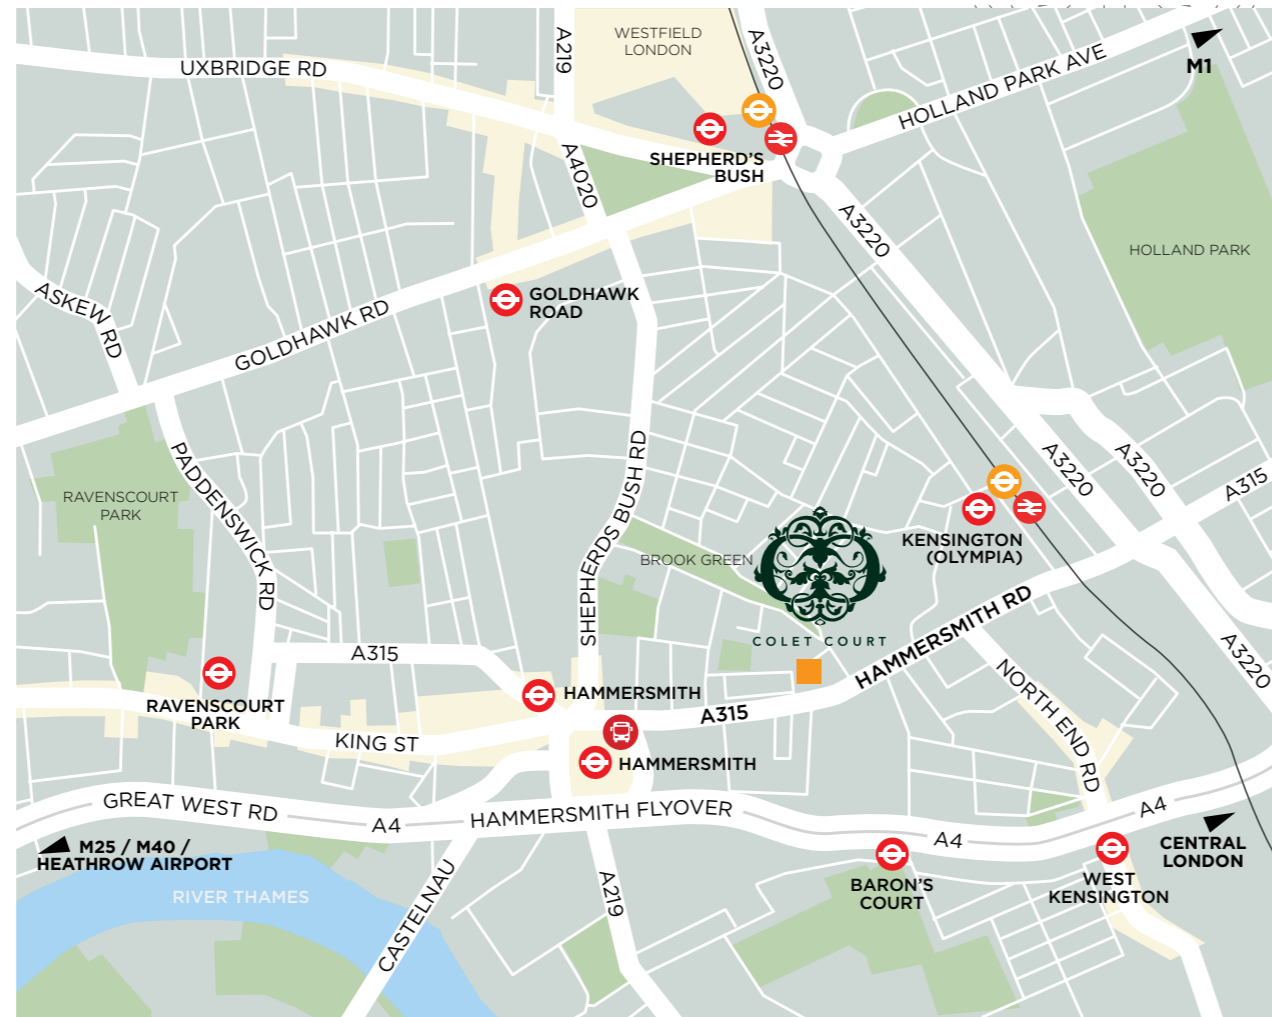 WESTFIELD
LONDON
A219
A3220
HOLLAND PARK AVE
M1
UXBRIDGE RD
SHEPHERD'S
BUSH
A4020
A3220
HOLLAND PARK
ASKEW RD
GOLDHAWK
ROAD
GOLDHAWK RD
SHEPHERDS BUSH RD
A3220
A3220
A315
PADDENSWICK RD
RAVENSCOURT
PARK
KENSINGTON
(OLYMPIA)
BROOK GREEN
COLET COURT
HAMMERSMITH RD
A3220
A315
HAMMERSMITH
RAVENSCOURT
PARK
A315
NORTH END RD
KING ST
HAMMERSMITH
GREAT WEST RD
A4
HAMMERSMITH FLYOVER
A4
A4
M25 / M40 /
HEATHROW AIRPORT
CENTRAL
LONDON
RIVER THAMES
CASTELNAU
A219
BARON'S
COURT
WEST
KENSINGTON